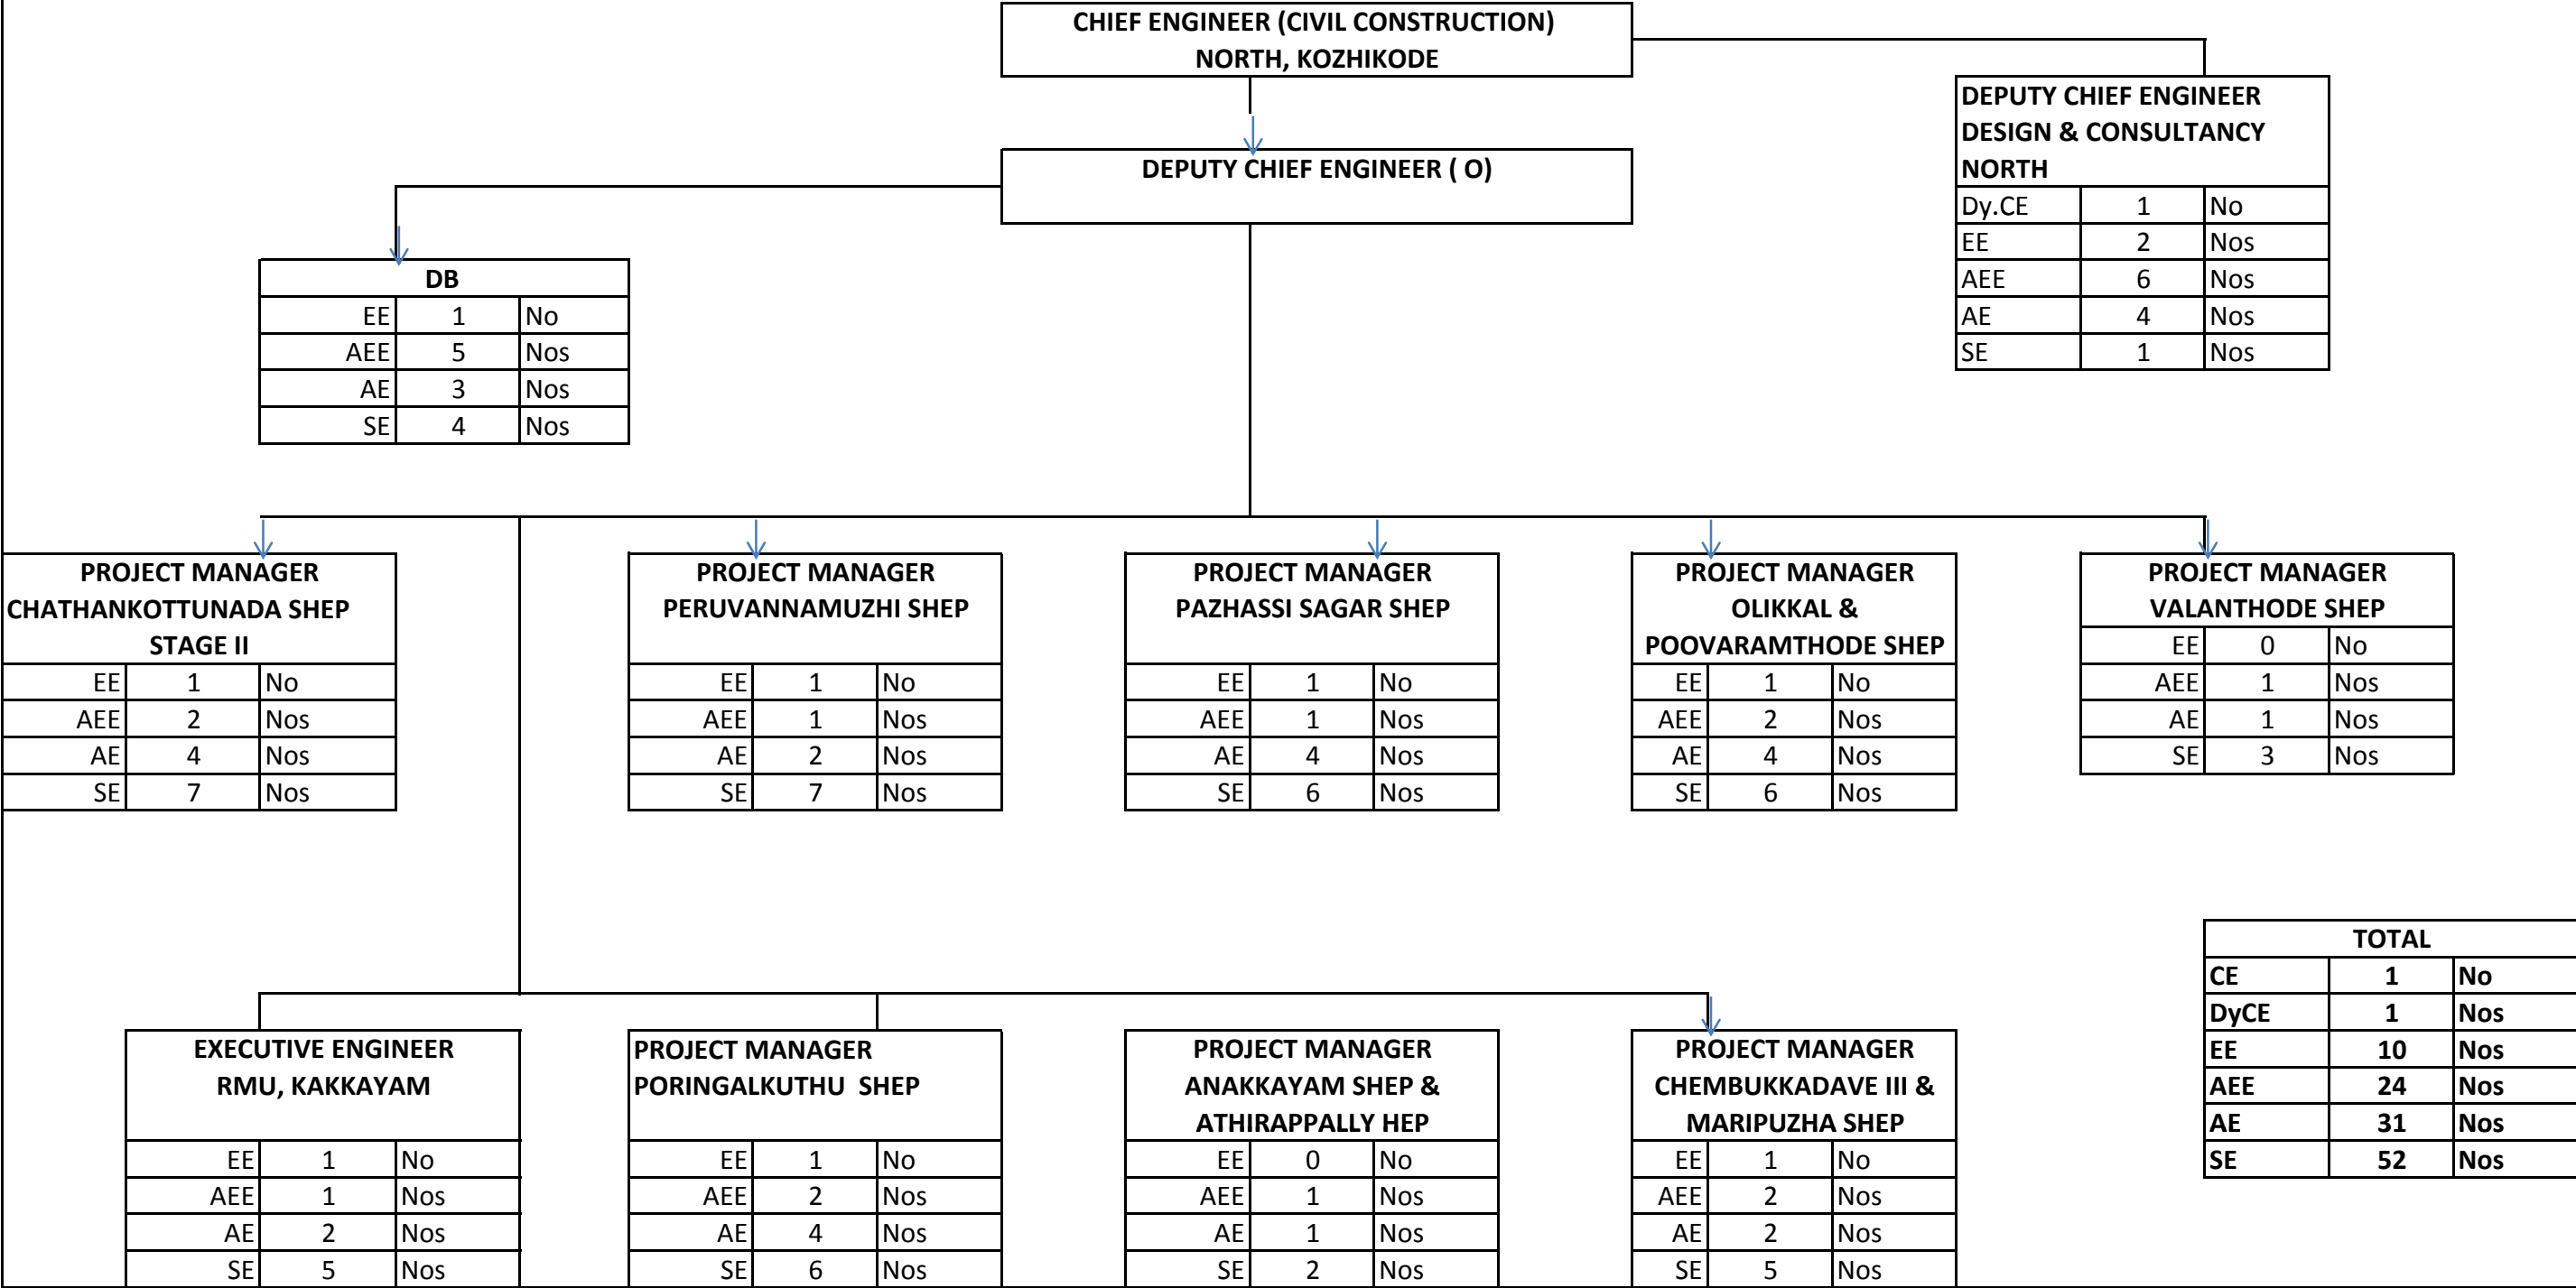 CHIEF ENGINEER (CIVIL CONSTRUCTION)
NORTH, KOZHIKODE
DEPUTY CHIEF ENGINEER
DESIGN & CONSULTANCY
NORTH
Dy.CE 1 No
EE 2 Nos
AEE 6 Nos
AE 4 Nos
SE 1 Nos
DEPUTY CHIEF ENGINEER ( O)
DB
EE 1 No
AEE 5 Nos
AE 3 Nos
SE 4 Nos
PROJECT MANAGER
CHATHANKOTTUNADA SHEP
STAGE II
EE 1 No
AEE 2 Nos
AE 4 Nos
SE 7 Nos
PROJECT MANAGER
PERUVANNAMUZHI SHEP
EE 1 No
AEE 1 Nos
AE 2 Nos
SE 7 Nos
PROJECT MANAGER
PAZHASSI SAGAR SHEP
EE 1 No
AEE 1 Nos
AE 4 Nos
SE 6 Nos
PROJECT MANAGER
OLIKKAL &
POOVARAMTHODE SHEP
EE 1 No
AEE 2 Nos
AE 4 Nos
SE 6 Nos
PROJECT MANAGER
VALANTHODE SHEP
EE 0 No
AEE 1 Nos
AE 1 Nos
SE 3 Nos
EXECUTIVE ENGINEER
RMU, KAKKAYAM
EE 1 No
AEE 1 Nos
AE 2 Nos
SE 5 Nos
PROJECT MANAGER
PORINGALKUTHU SHEP
EE 1 No
AEE 2 Nos
AE 4 Nos
SE 6 Nos
PROJECT MANAGER
ANAKKAYAM SHEP &
ATHIRAPPALLY HEP
EE 0 No
AEE 1 Nos
AE 1 Nos
SE 2 Nos
PROJECT MANAGER
CHEMBUKKADAVE III &
MARIPUZHA SHEP
EE 1 No
AEE 2 Nos
AE 2 Nos
SE 5 Nos
TOTAL
CE 1 No
DyCE 1 Nos
EE 10 Nos
AEE 24 Nos
AE 31 Nos
SE 52 Nos